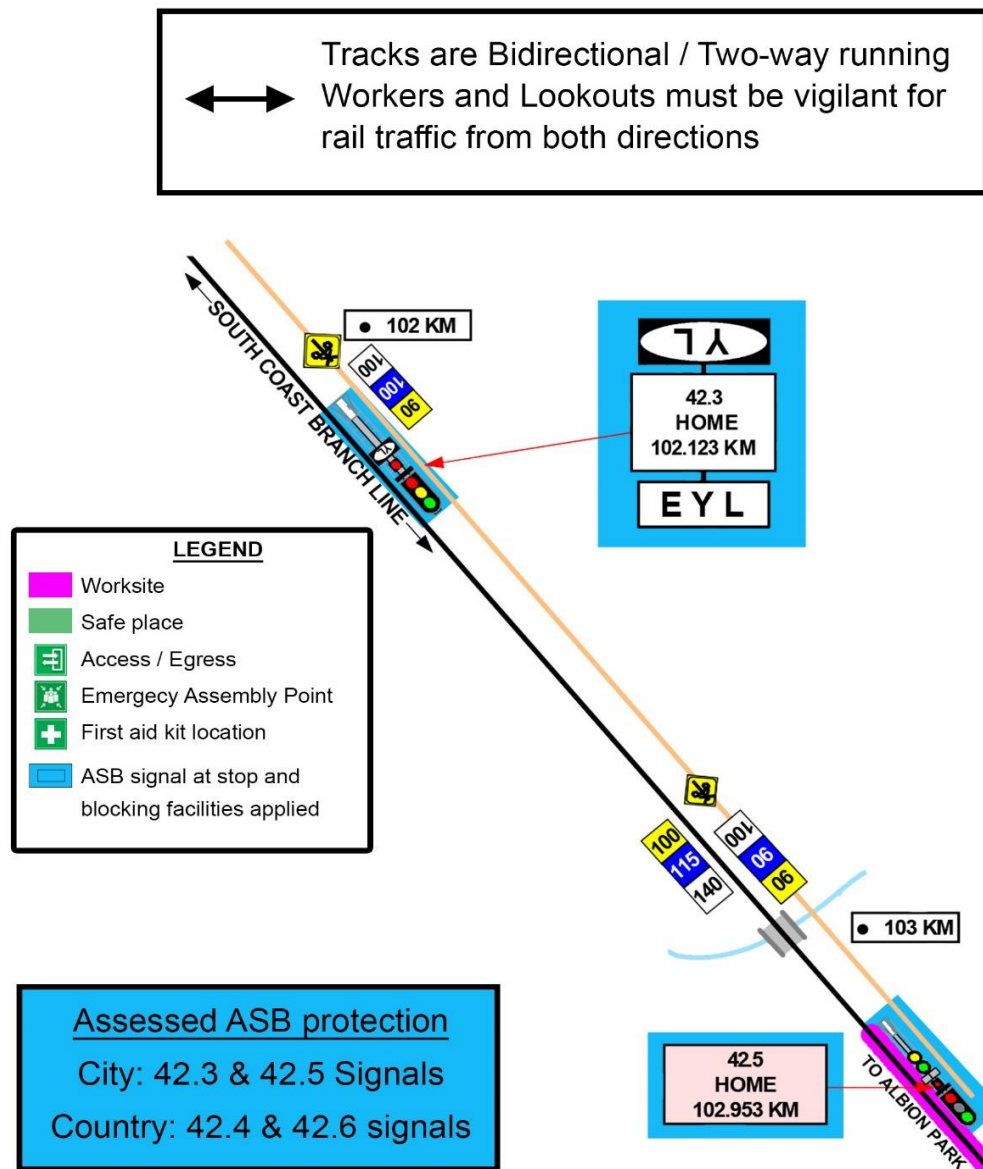 Tracks are Bidirectional / Two-way running
Workers and Lookouts must be vigilant for
rail traffic from both directions
102 KM
SOUTH COAST BRANCH LINE
100
100
90
YL
42.3
HOME
102.123 KM
EYL
LEGEND
Worksite
Safe place
Access / Egress
Emergecy Assembly Point
First aid kit location
ASB signal at stop and
blocking facilities applied
100
115
140
100
90
90
103 KM
Assessed ASB protection
City: 42.3 & 42.5 Signals
Country: 42.4 & 42.6 signals
42.5
HOME
102.953 KM
TO ALBION PARK